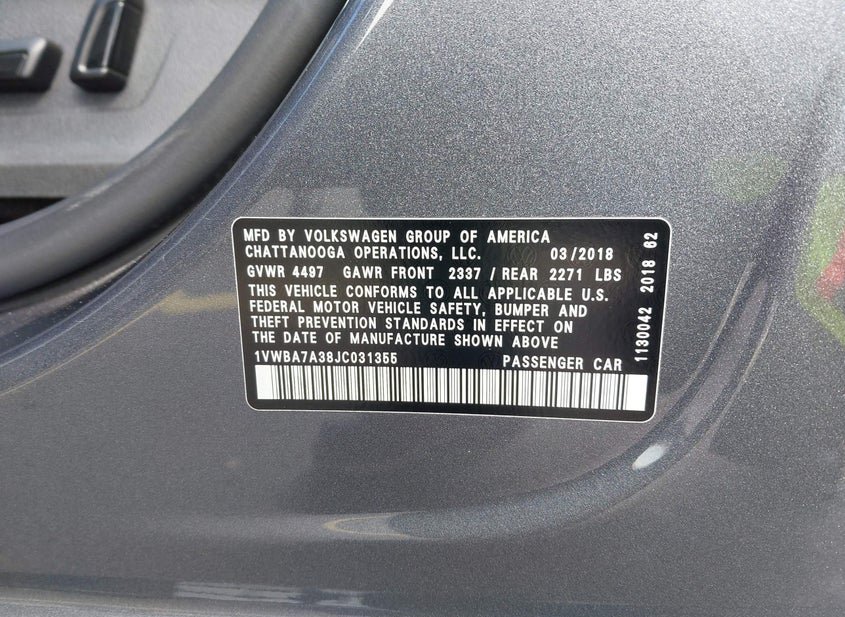 MFD BY VOLKSWAGEN GROUP OF AMERICA
CHATTANOOGA OPERATIONS, LLC. 03/2018
GVWR 4497 GAWR FRONT 2337 / REAR 2271 LBS
THIS VEHICLE CONFORMS TO ALL APPLICABLE U.S.
FEDERAL MOTOR VEHICLE SAFETY, BUMPER AND
THEFT PREVENTION STANDARDS IN EFFECT ON
THE DATE OF MANUFACTURE SHOWN ABOVE
1VWBA7A38JC031355 PASSENGER CAR
1130042 2018 62